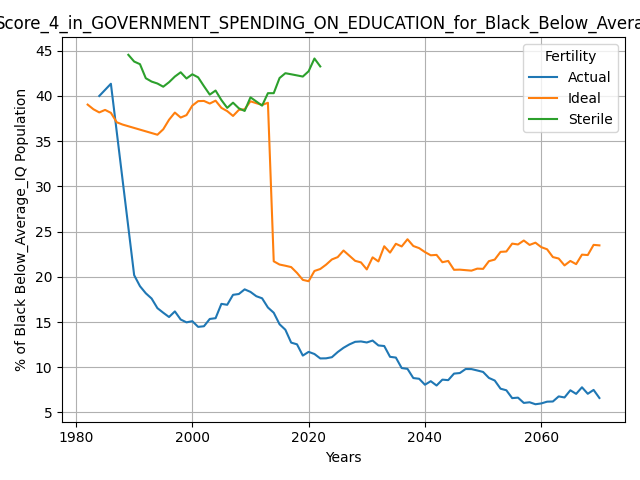 Score_4_in_GOVERNMENT_SPENDING_ON_EDUCATION_for_Black_Below_Avera
Fertility
Actual
Ideal
Sterile
% of Black Below_Average_IQ Population
45
40
35
30
25
20
15
10
5
1980 2000 2020 2040 2060
Years